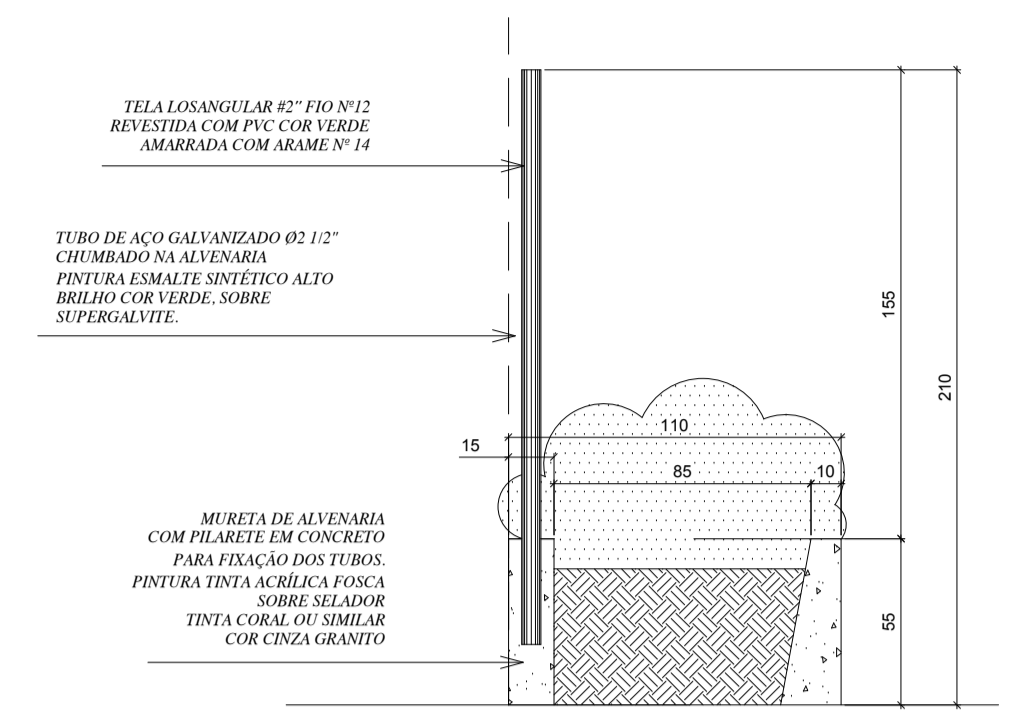 TELA LOSANGULAR #2" FIO Nº12
REVESTIDA COM PVC COR VERDE
AMARRADA COM ARAME Nº 14
TUBO DE AÇO GALVANIZADO Ø2 1/2"
CHUMBADO NA ALVENARIA
PINTURA ESMALTE SINTÉTICO ALTO
BRILHO COR VERDE, SOBRE
SUPERGALVITE.
155
210
110
15
85
10
MURETA DE ALVENARIA
COM PILARETE EM CONCRETO
PARA FIXAÇÃO DOS TUBOS.
PINTURA TINTA ACRÍLICA FOSCA
SOBRE SELADOR
TINTA CORAL OU SIMILAR
COR CINZA GRANITO
55